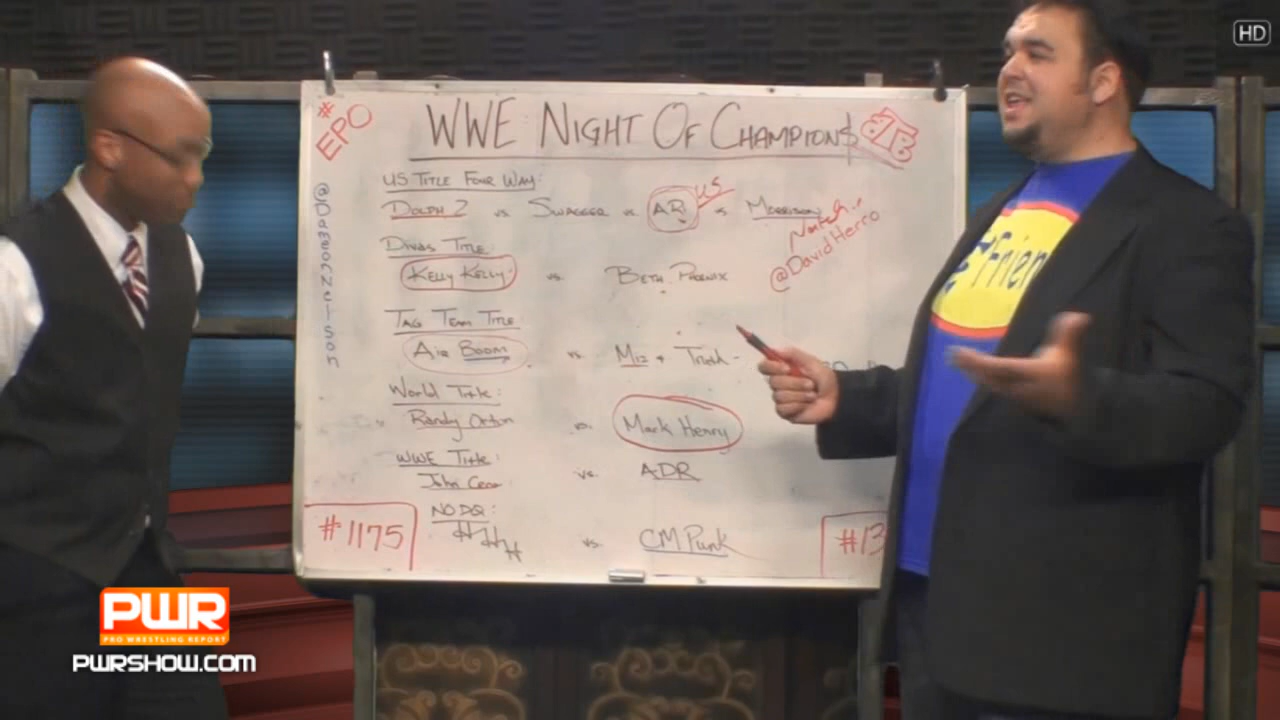 HD
#
EPO
WWE NIGHT OF CHAMPION$
@DameonNelson
US TITLE FOUR WAY:
DOLPH Z vs. SWAGGER vs. AR US vs MORRISON
Nateh...
@DavidHerro
DIVAS TITLE:
KELLY KELLY vs. BETH PHOENIX
TAG TEAM TITLE:
AIR BOOM vs. MIZ + Truth
World Title:
Randy Orton vs. Mark Henry
WWE Title:
John Cena vs. ADR
NO DQ:
HHH vs. CM Punk
#1175
#13
frien
PWR
PRO WRESTLING REPORT
PWRSHOW.COM